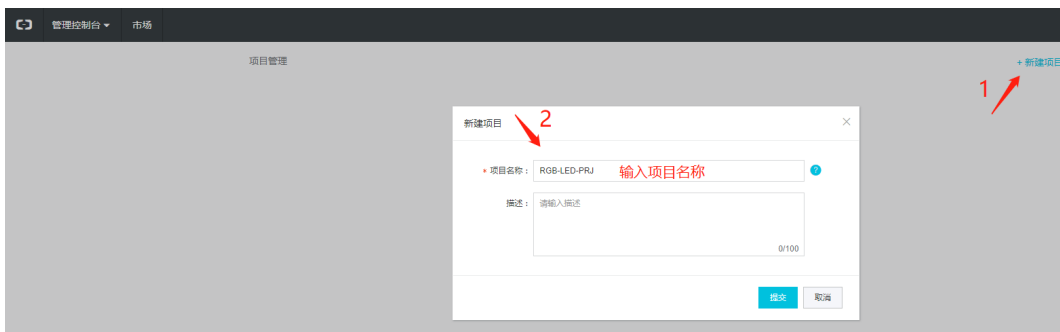 管理控制台 市场
项目管理 +新建项目
1
新建项目 2
* 项目名称： RGB-LED-PRJ 输入项目名称 ?
描述： 请输入描述
0/100
提交 取消